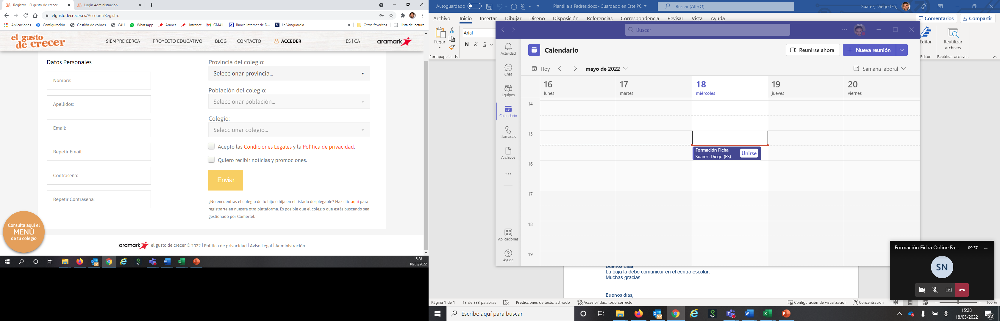 Registro - El gusto de crecer
Login Administracion
elgustodecrecer.es/Account/Registro
Aplicaciones
Configuración
Gestión de cobros
CAU
WhatsApp
Aranet
Intranet
GMAIL
Banca Internet de D...
La Vanguardia
»
Otros favoritos
Lista de lectura
el gusto
de crecer
SIEMPRE CERCA
PROYECTO EDUCATIVO
BLOG
CONTACTO
ACCEDER
ES | CA
aramark
Datos Personales
Nombre:
Apellidos:
Email:
Repetir Email:
Contraseña:
Repetir Contraseña:
Provincia del colegio:
Seleccionar provincia...
Población del colegio:
Seleccionar población...
Colegio:
Seleccionar colegio...
Acepto las Condiciones Legales y la Política de privacidad.
Quiero recibir noticias y promociones.
Enviar
¿No encuentras el colegio de tu hijo o hija en el listado desplegable? Haz clic aquí para
registrarte en nuestra otra plataforma. Es posible que el colegio que estás buscando sea
gestionado por Comertel.
Consulta aquí el
MENÚ
de tu colegio
aramark el gusto de crecer © 2022 | Política de privacidad | Aviso Legal | Administración
15:28
18/05/2022
Autoguardado
Plantilla a Padres.docx • Guardado en Este PC
Buscar (Alt+Q)
Suarez, Diego (ES)
Archivo
Inicio
Insertar
Dibujar
Diseño
Disposición
Referencias
Correspondencia
Revisar
Vista
Ayuda
Comentarios
Compartir
Pegar
Portapapeles
Arial
N K S
Editor
Editor
Reutilizar
archivos
Reutilizar archivos
Buscar
Actividad
Chat
Equipos
Calendario
Llamadas
Archivos
Aplicaciones
Ayuda
Calendario
Reunirse ahora
Nueva reunión
Hoy
mayo de 2022
Semana laboral
16
lunes
17
martes
18
miércoles
19
jueves
20
viernes
14
15
16
17
18
19
Formación Ficha
Suarez, Diego (ES)
Unirse
Buenos días,
La baja la debe comunicar en el centro escolar.
Muchas gracias.
Buenos días,
Formación Ficha Online Fa...
09:37
SN
Página 1 de 1
13 de 333 palabras
Predicciones de texto: activado
Accesibilidad: todo correcto
Configuración de visualización
Concentración
100 %
Escribe aquí para buscar
15:28
18/05/2022
22